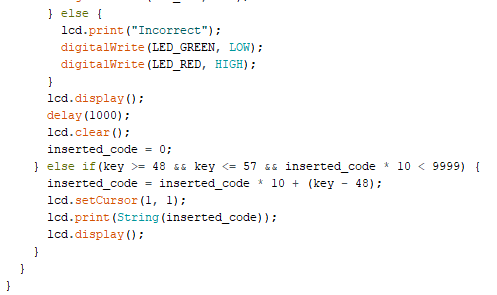 } else {
lcd.print("Incorrect");
digitalWrite(LED_GREEN, LOW);
digitalWrite(LED_RED, HIGH);
}
lcd.display();
delay(1000);
lcd.clear();
inserted_code = 0;
} else if(key >= 48 && key <= 57 && inserted_code * 10 < 9999) {
inserted_code = inserted_code * 10 + (key - 48);
lcd.setCursor(1, 1);
lcd.print(String(inserted_code));
lcd.display();
}
}
}